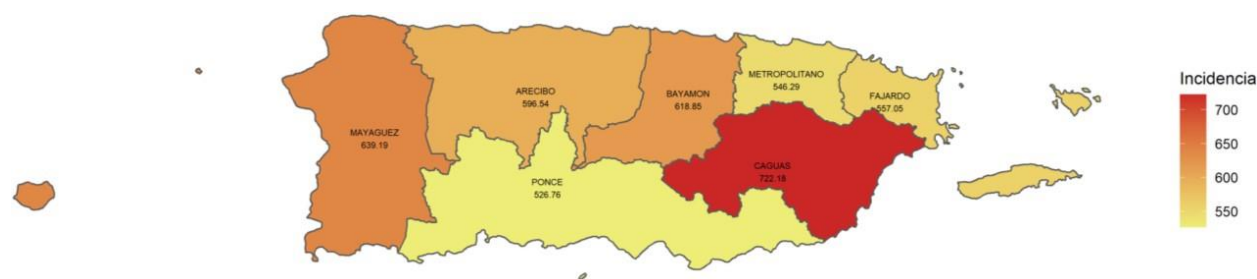 METROPOLITANO
546.29
ARECIBO
596.54
BAYAMON
618.85
FAJARDO
557.05
MAYAGUEZ
639.19
CAGUAS
722.18
PONCE
526.76
Incidencia
700
650
600
550